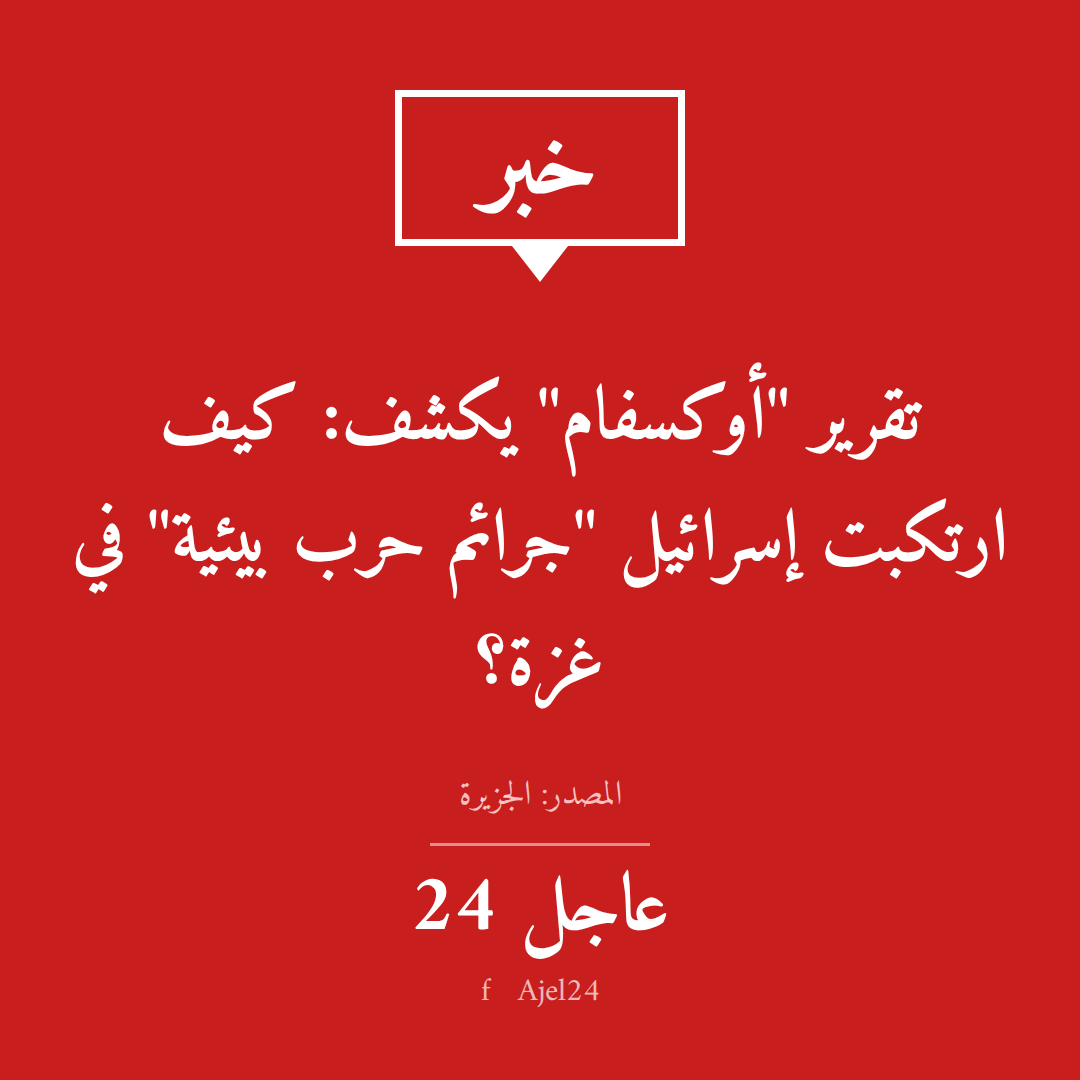 خبر
تقرير "أوكسفام" يكشف: كيف
ارتكبت إسرائيل "جرائم حرب بيئية" في
غزة؟
المصدر: الجزيرة
عاجل 24
f Ajel24